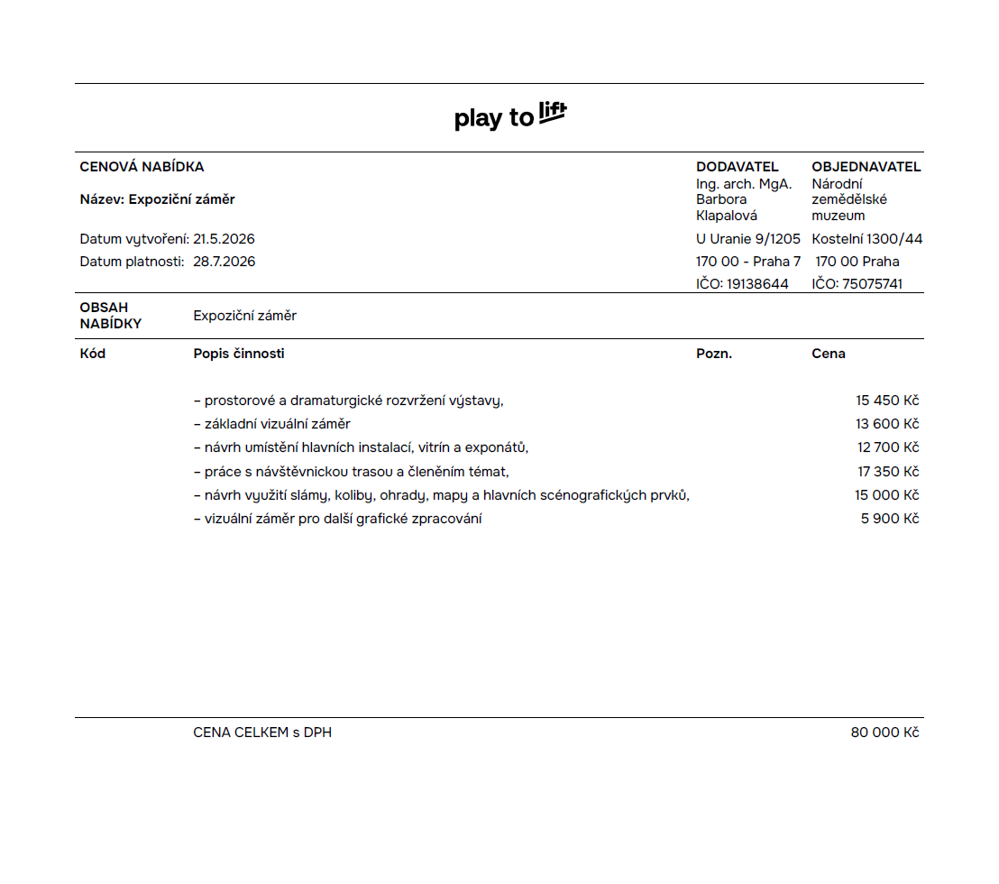 play to lift
CENOVÁ NABÍDKA
DODAVATEL
OBJEDNAVATEL
Název: Expoziční záměr
Ing. arch. MgA.
Barbora
Klapalová
Národní
zemědělské
muzeum
Datum vytvoření: 21.5.2026
U Uranie 9/1205
Kostelní 1300/44
Datum platnosti: 28.7.2026
170 00 - Praha 7
170 00 Praha
IČO: 19138644
IČO: 75075741
OBSAH
NABÍDKY
Expoziční záměr
Kód
Popis činnosti
Pozn.
Cena
– prostorové a dramaturgické rozvržení výstavy, 15 450 Kč
– základní vizuální záměr 13 600 Kč
– návrh umístění hlavních instalací, vitrín a exponátů, 12 700 Kč
– práce s návštěvnickou trasou a členěním témat, 17 350 Kč
– návrh využití slámy, koliby, ohrady, mapy a hlavních scénografických prvků, 15 000 Kč
– vizuální záměr pro další grafické zpracování 5 900 Kč
CENA CELKEM s DPH 80 000 Kč